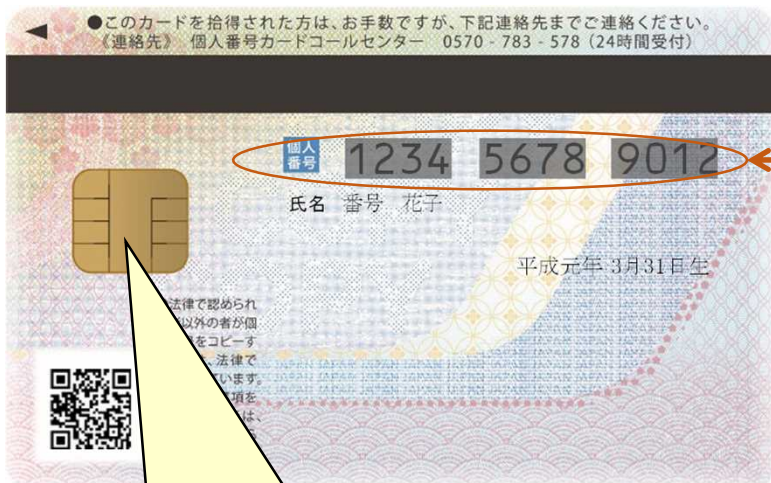 ●このカードを拾得された方は、お手数ですが、下記連絡先までご連絡ください。
《連絡先》 個人番号カードコールセンター 0570 - 783 - 578（24時間受付）
個人
番号
1234 5678 9012
氏名 番号 花子
平成元年 3月31日生
法律で認められ
以外の者が個
をコピーす
、法律で
います。
項を
は、